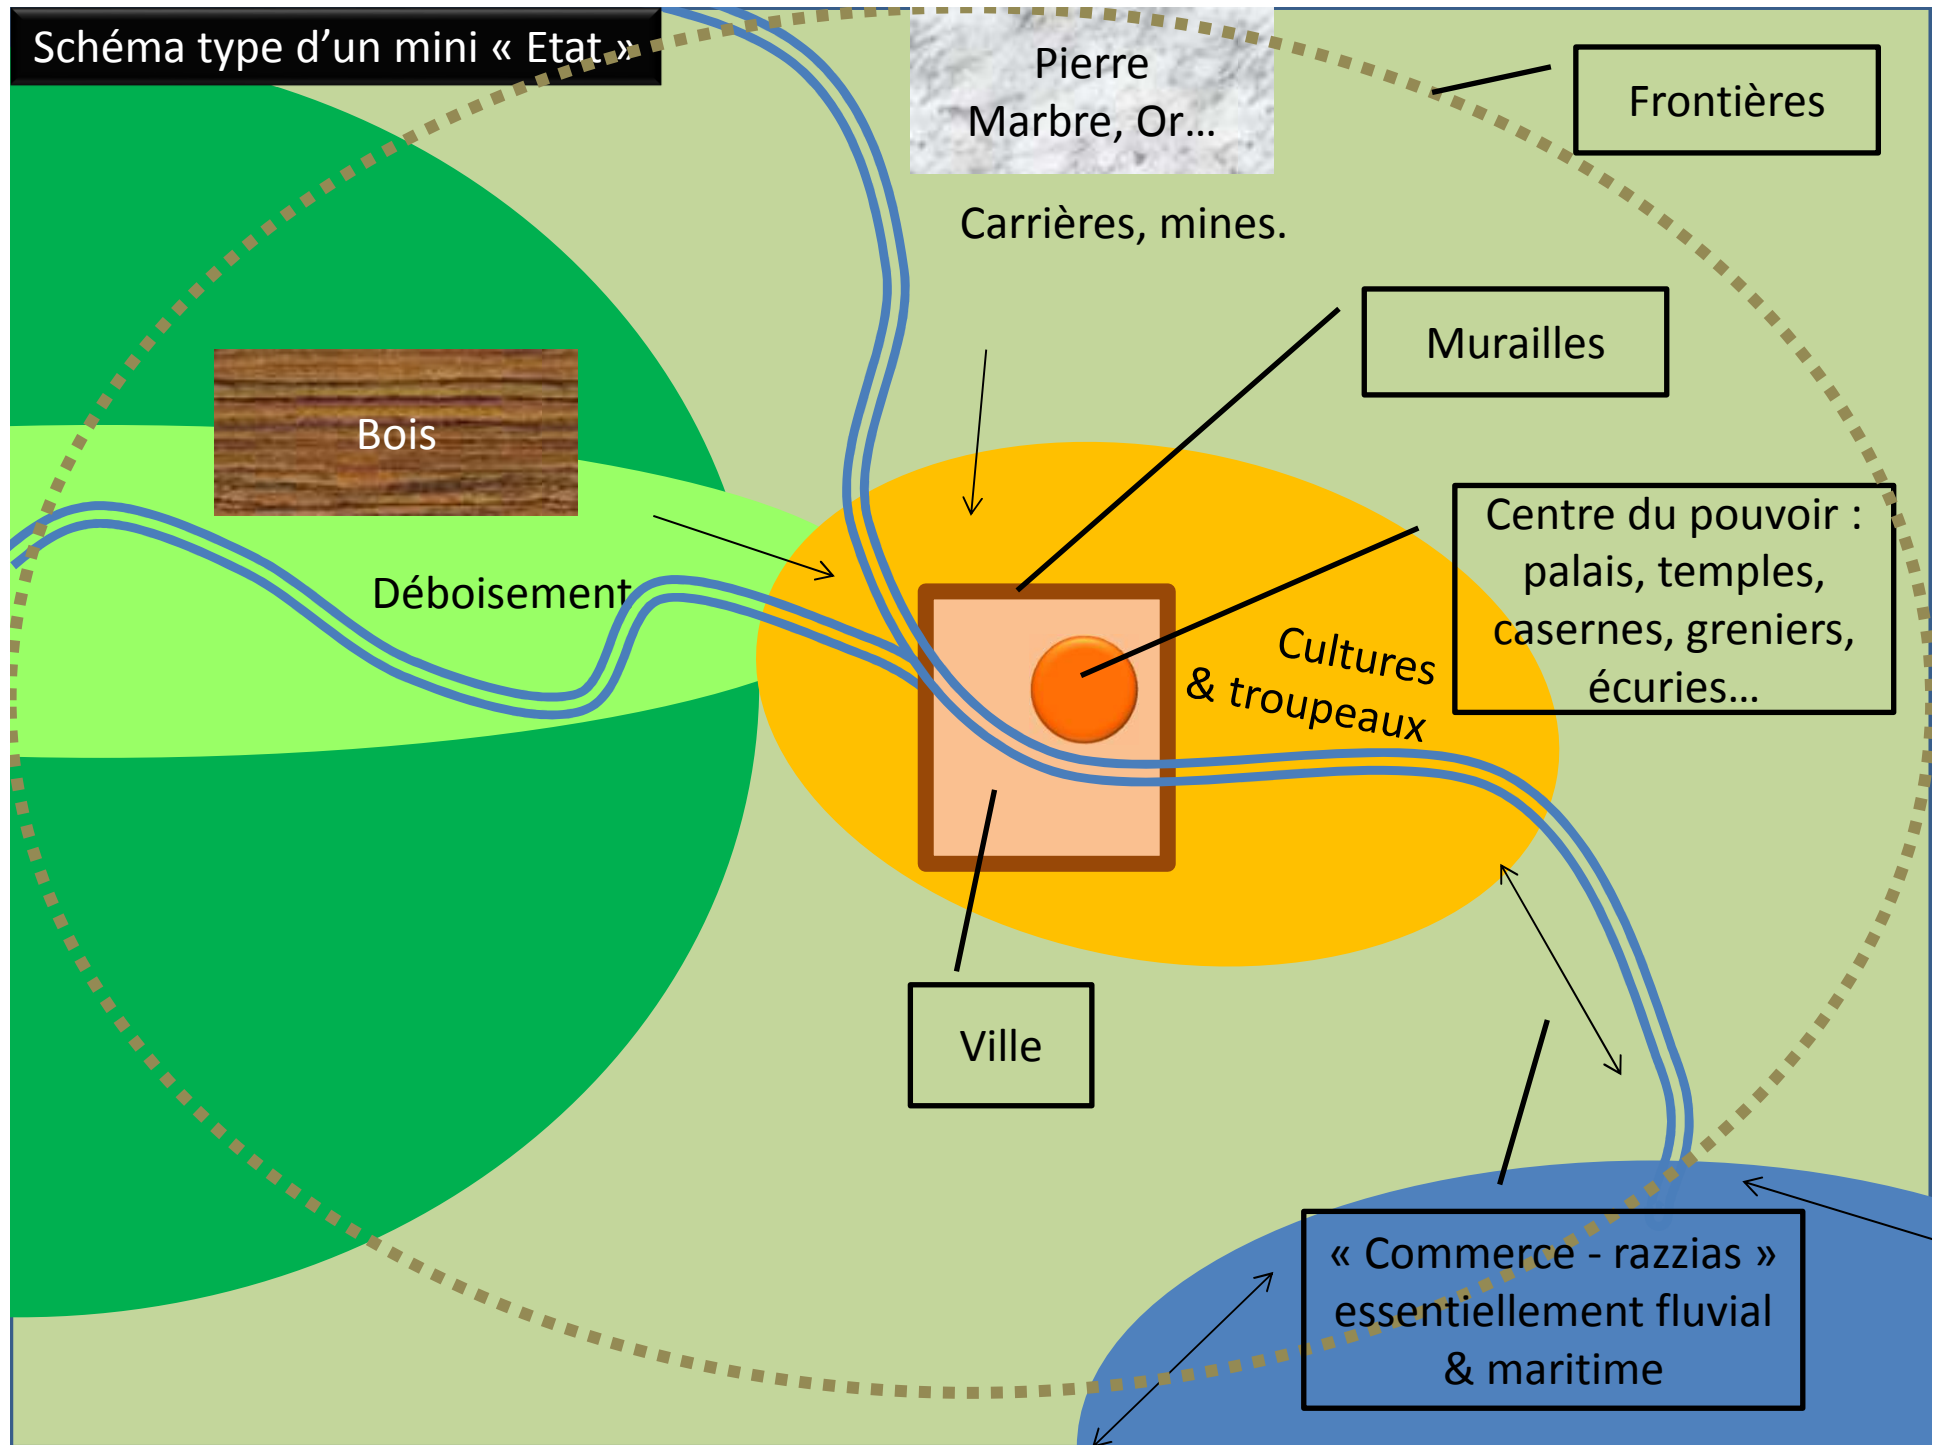 Schéma type d’un mini « Etat »
Pierre
Marbre, Or…
Frontières
Carrières, mines.
Murailles
Bois
Centre du pouvoir :
palais, temples,
casernes, greniers,
écuries…
Déboisement
Cultures
& troupeaux
Ville
« Commerce - razzias »
essentiellement fluvial
& maritime